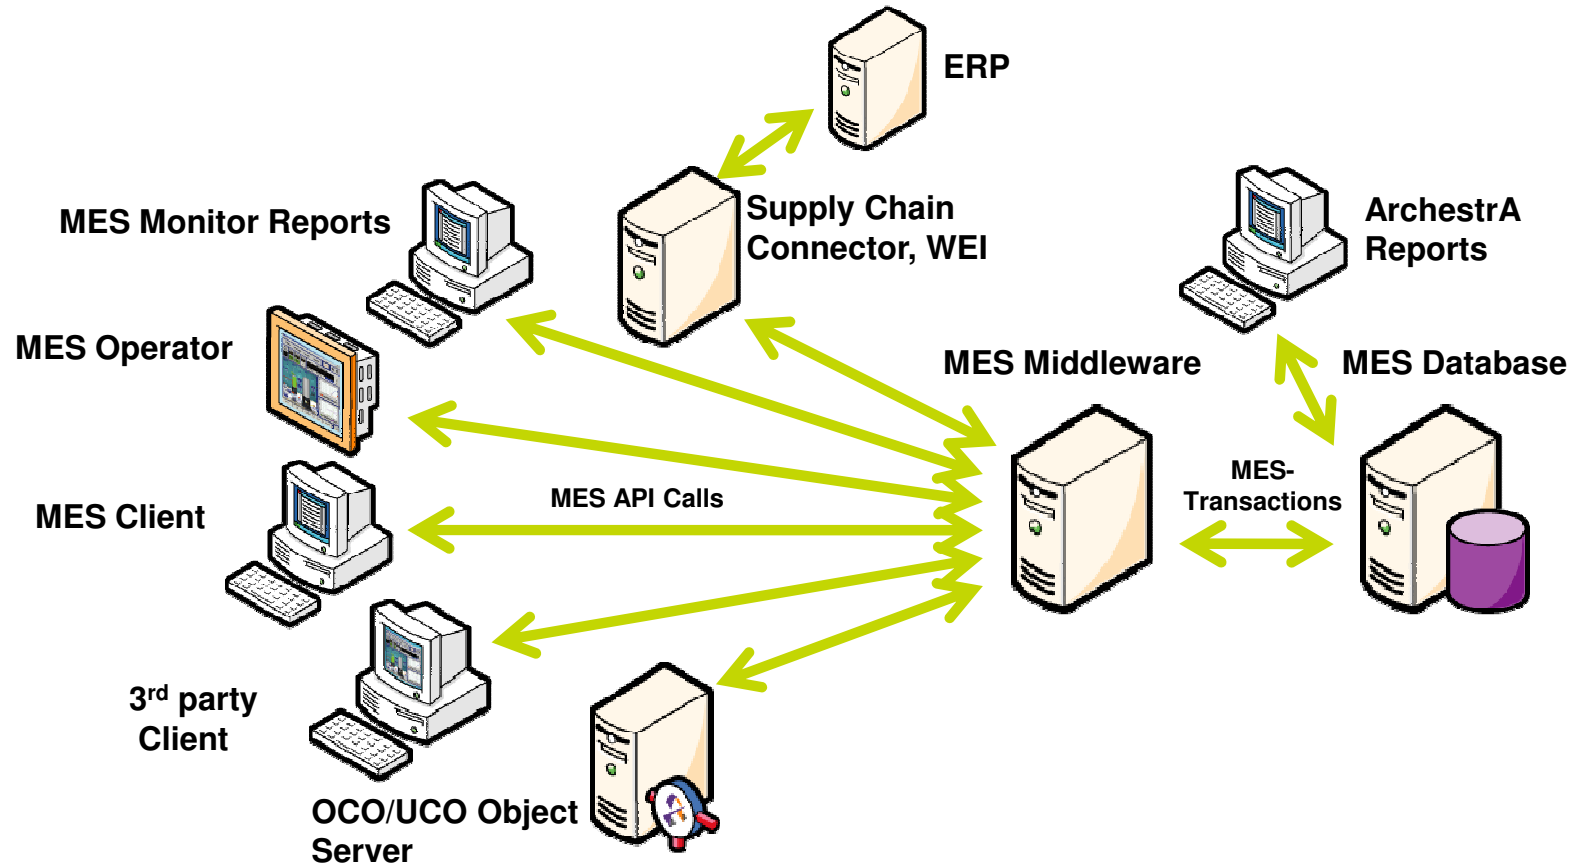 ERP
Supply Chain
Connector, WEI
MES Monitor Reports
ArchestrA
Reports
MES Operator
MES Middleware
MES Database
MES Client
MES API Calls
MES-
Transactions
3rd party
Client
OCO/UCO Object
Server